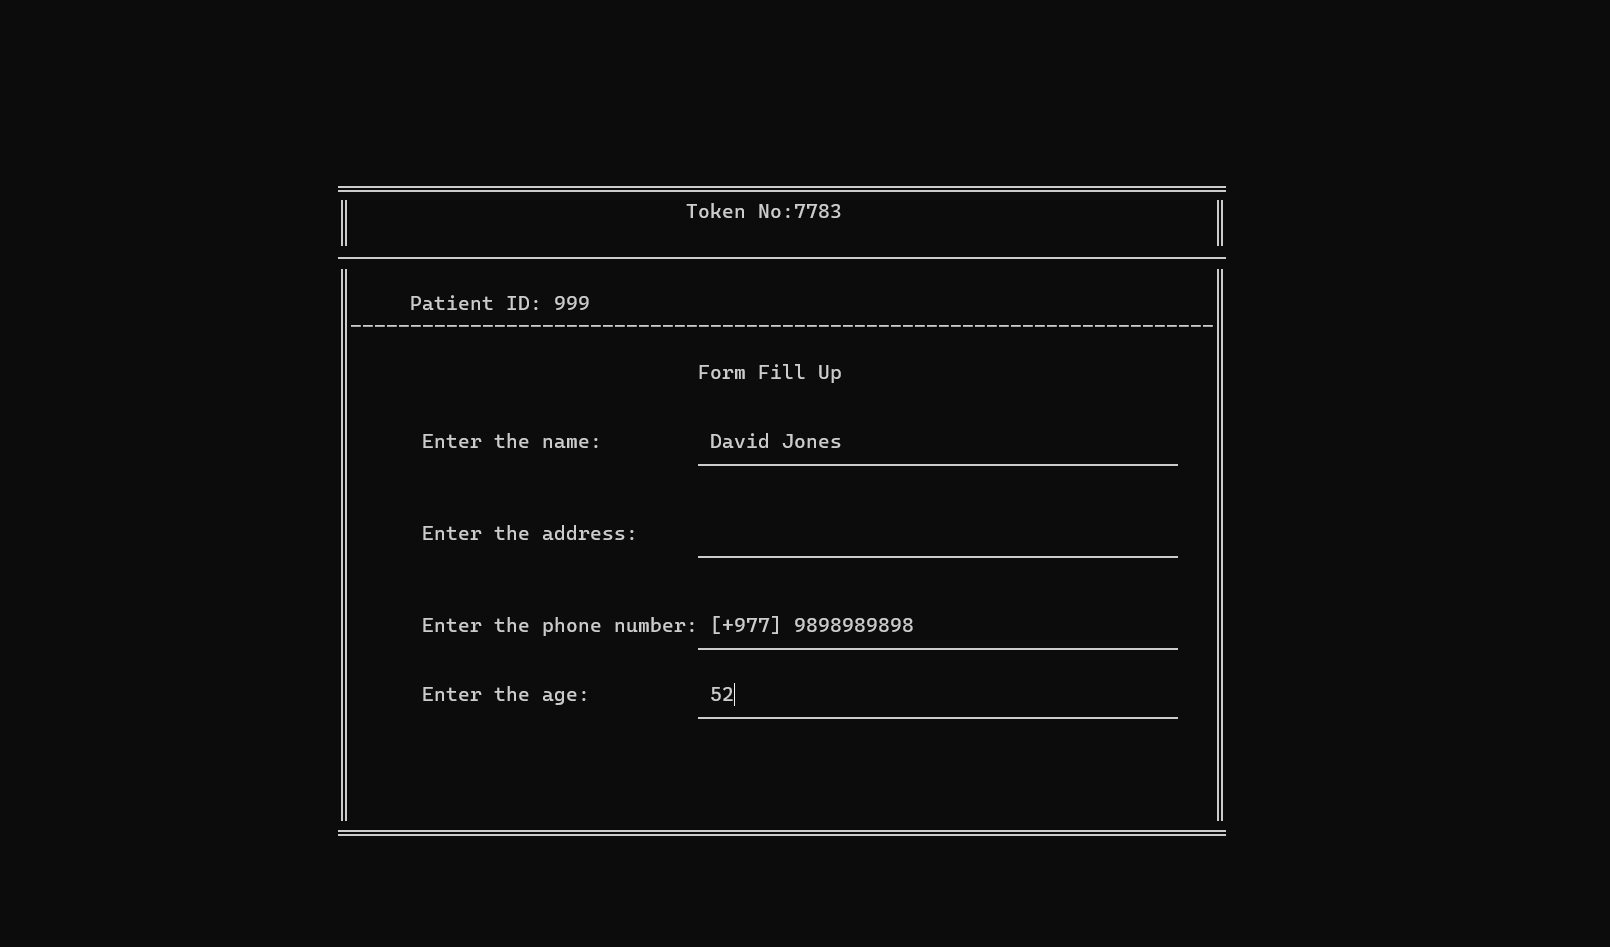 Token No:7783
Patient ID: 999
Form Fill Up
Enter the name: David Jones
Enter the address:
Enter the phone number: [+977] 9898989898
Enter the age: 52